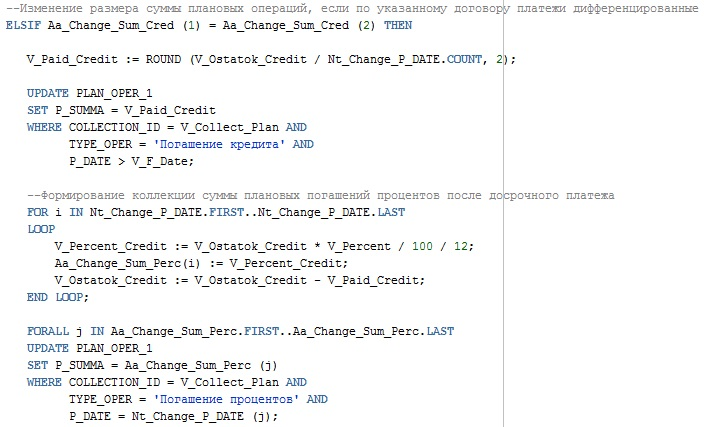 --Изменение размера суммы плановых операций, если по указанному договору платежи дифференцированные
ELSIF Aa_Change_Sum_Cred (1) = Aa_Change_Sum_Cred (2) THEN
V_Paid_Credit := ROUND (V_Ostatok_Credit / Nt_Change_P_DATE.COUNT, 2);
UPDATE PLAN_OPER_1
SET P_SUMMA = V_Paid_Credit
WHERE COLLECTION_ID = V_Collect_Plan AND
TYPE_OPER = 'Погашение кредита' AND
P_DATE > V_F_Date;
--Формирование коллекции суммы плановых погашений процентов после досрочного платежа
FOR i IN Nt_Change_P_DATE.FIRST..Nt_Change_P_DATE.LAST
LOOP
V_Percent_Credit := V_Ostatok_Credit * V_Percent / 100 / 12;
Aa_Change_Sum_Perc(i) := V_Percent_Credit;
V_Ostatok_Credit := V_Ostatok_Credit - V_Paid_Credit;
END LOOP;
FORALL j IN Aa_Change_Sum_Perc.FIRST..Aa_Change_Sum_Perc.LAST
UPDATE PLAN_OPER_1
SET P_SUMMA = Aa_Change_Sum_Perc (j)
WHERE COLLECTION_ID = V_Collect_Plan AND
TYPE_OPER = 'Погашение процентов' AND
P_DATE = Nt_Change_P_DATE (j);